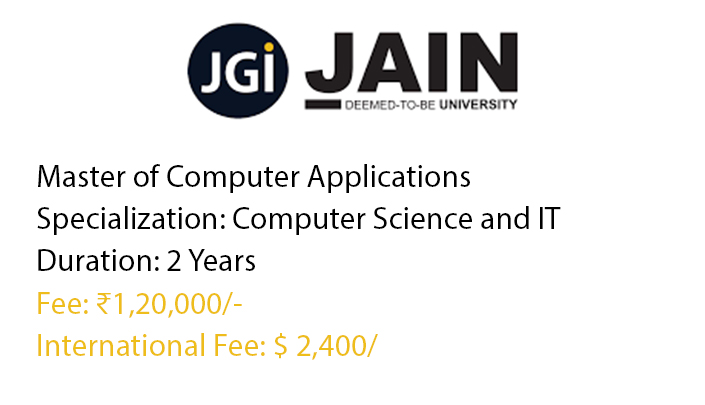 JGi JAIN
DEEMED-TO-BE UNIVERSITY
Master of Computer Applications
Specialization: Computer Science and IT
Duration: 2 Years
Fee: ₹1,20,000/-
International Fee: $ 2,400/